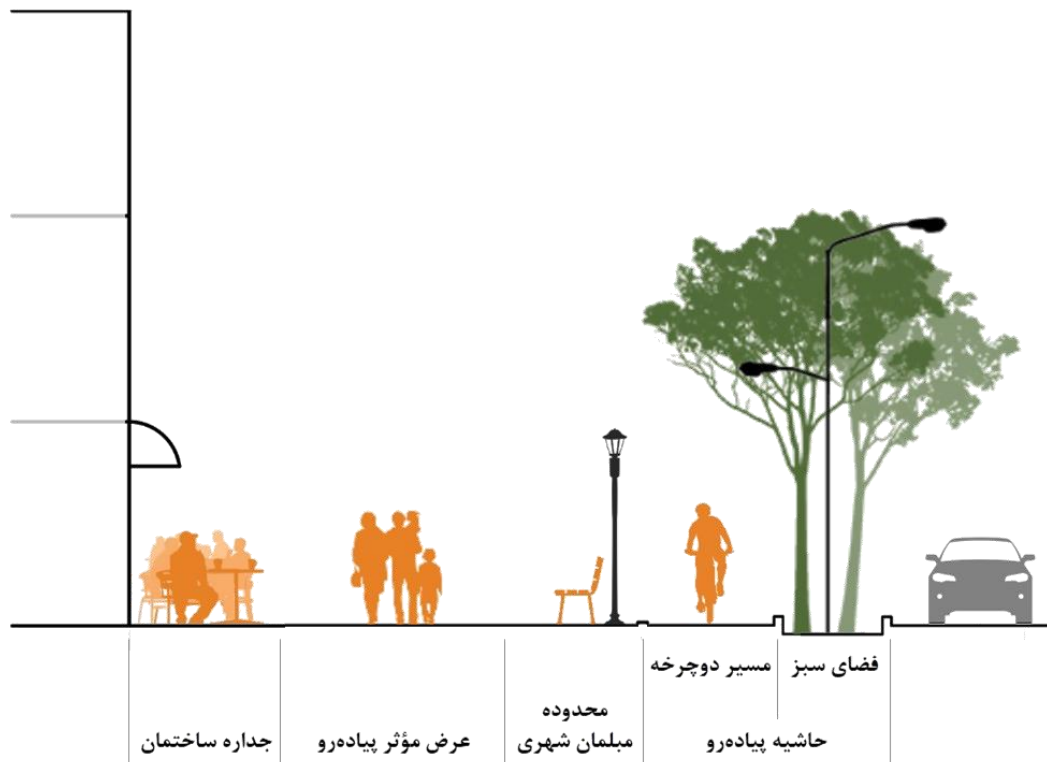 فضای سبز
مسیر دوچرخه
حاشیه پیاده‌رو
محدوده
مبلمان شهری
عرض مؤثر پیاده‌رو
جداره ساختمان